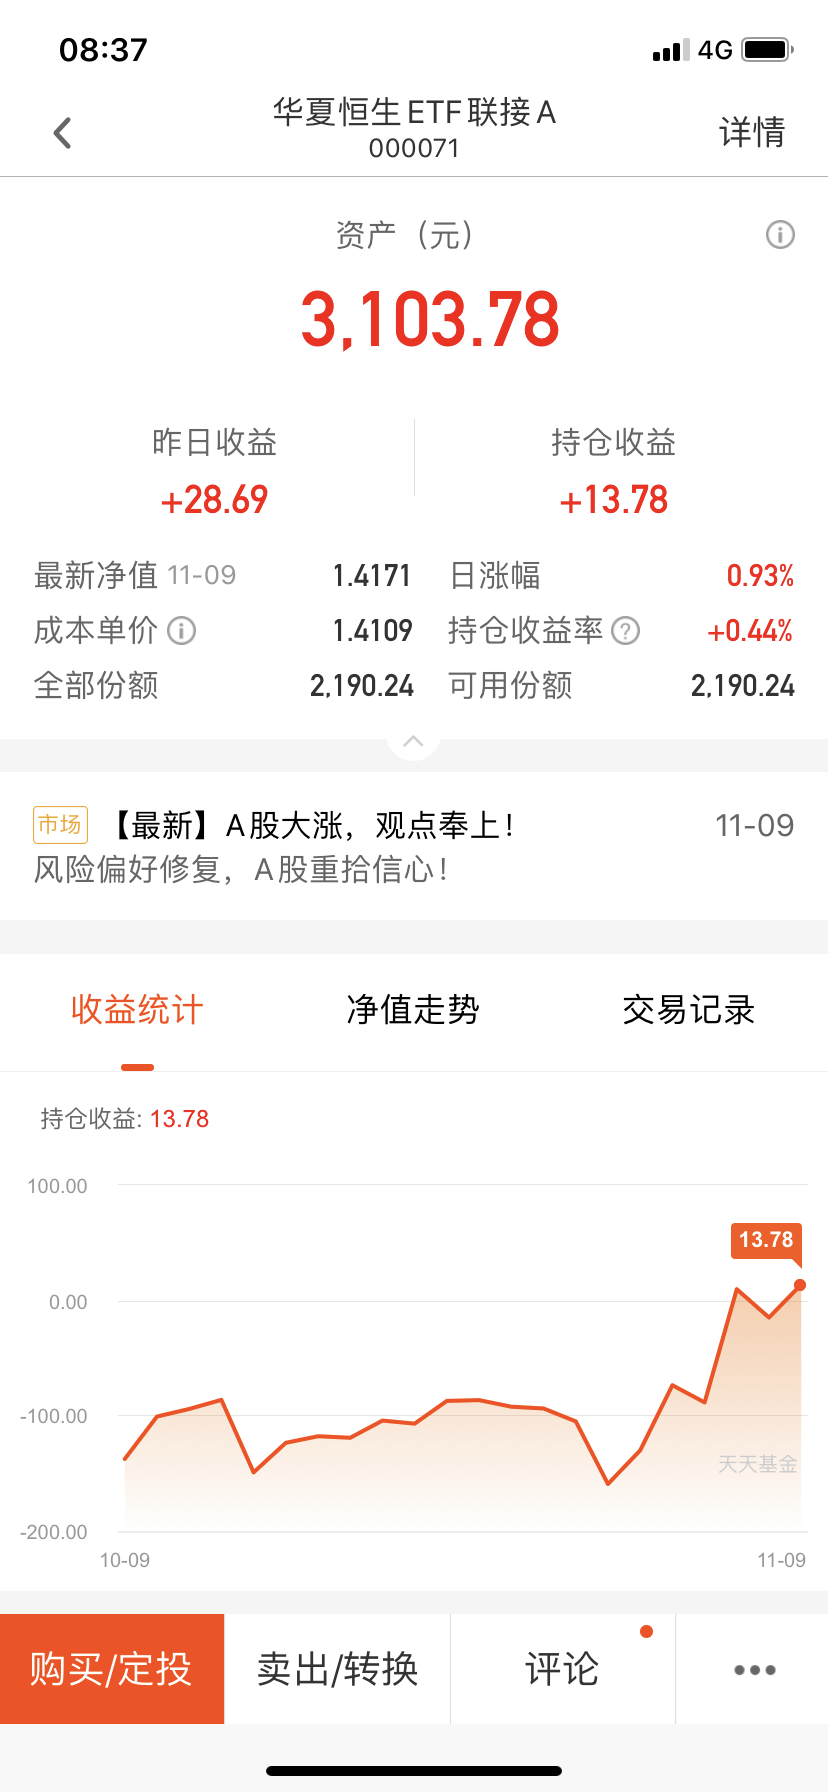 08:37 4G
华夏恒生ETF联接A
000071
详情
资产（元）
3,103.78
昨日收益 持仓收益
+28.69 +13.78
最新净值 11-09 1.4171 日涨幅 0.93%
成本单价 1.4109 持仓收益率 +0.44%
全部份额 2,190.24 可用份额 2,190.24
市场 【最新】A股大涨，观点奉上！ 11-09
风险偏好修复，A股重拾信心！
收益统计 净值走势 交易记录
持仓收益: 13.78
100.00
13.78
0.00
-100.00
天天基金
-200.00
10-09 11-09
购买/定投 卖出/转换 评论